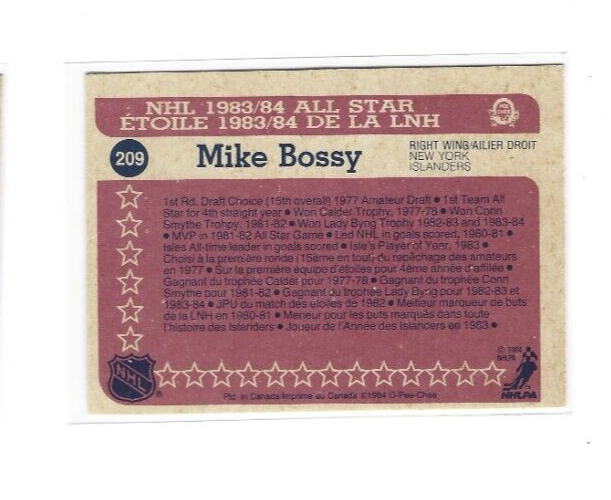 NHL 1983/84 ALL STAR
ÉTOILE 1983/84 DE LA LNH
209 Mike Bossy
RIGHT WING/AILIER DROIT
NEW YORK
ISLANDERS
1st Rd. Draft Choice (15th overall) 1977 Amateur Draft • 1st Team All
Star for 4th straight year • Won Calder Trophy, 1977-78 • Won Conn
Smythe Trohpy, 1981-82 • Won Lady Byng Trophy 1982-83 and 1983-84
• MVP in 1981-82 All Star Game • Led NHL in goals scored, 1980-81 •
Isles All-time leader in goals scored • Isle's Player of Year, 1983 •
Choisi à la première ronde (15ème en tout) du repêchage des amateurs
en 1977 • Sur la première équipe d'étoiles pour 4ème année d'affilée •
Gagnant du trophée Calder pour 1977-78 • Gagnant du trophée Conn
Smythe pour 1981-82 • Gagnant du trophée Lady Byng pour 1982-83 et
1983-84 • JPU du match des étoiles de 1982 • Meilleur marqueur de buts
de la LNH en 1980-81 • Meneur pour les buts marqués dans toute
l'histoire des Islanders • Joueur de l'Année des Islanders en 1983 •
© 1984
NHLPA
NHL
®
NHLPA
Ptd. in Canada Imprimé au Canada ©1984 O-Pee-Chee